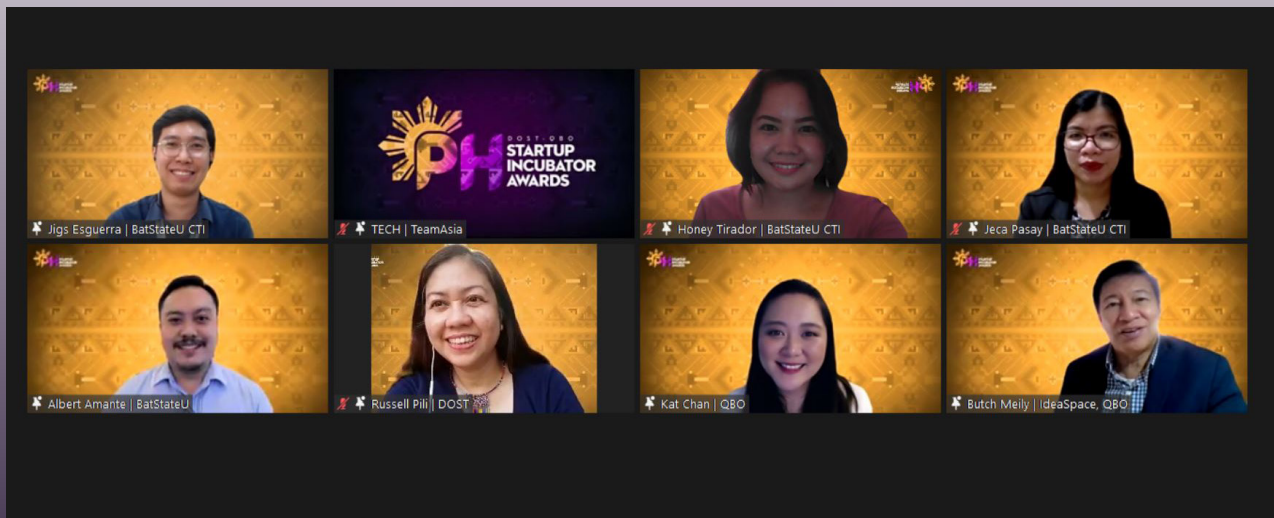 DOST-QBO
PH STARTUP
INCUBATOR
AWARDS
Jigs Esguerra | BatStateU CTI
TECH | TeamAsia
Honey Tirador | BatStateU CTI
Jeca Pasay | BatStateU CTI
Albert Amante | BatStateU
Russell Pili | DOST
Kat Chan | QBO
Butch Meily | IdeaSpace, QBO